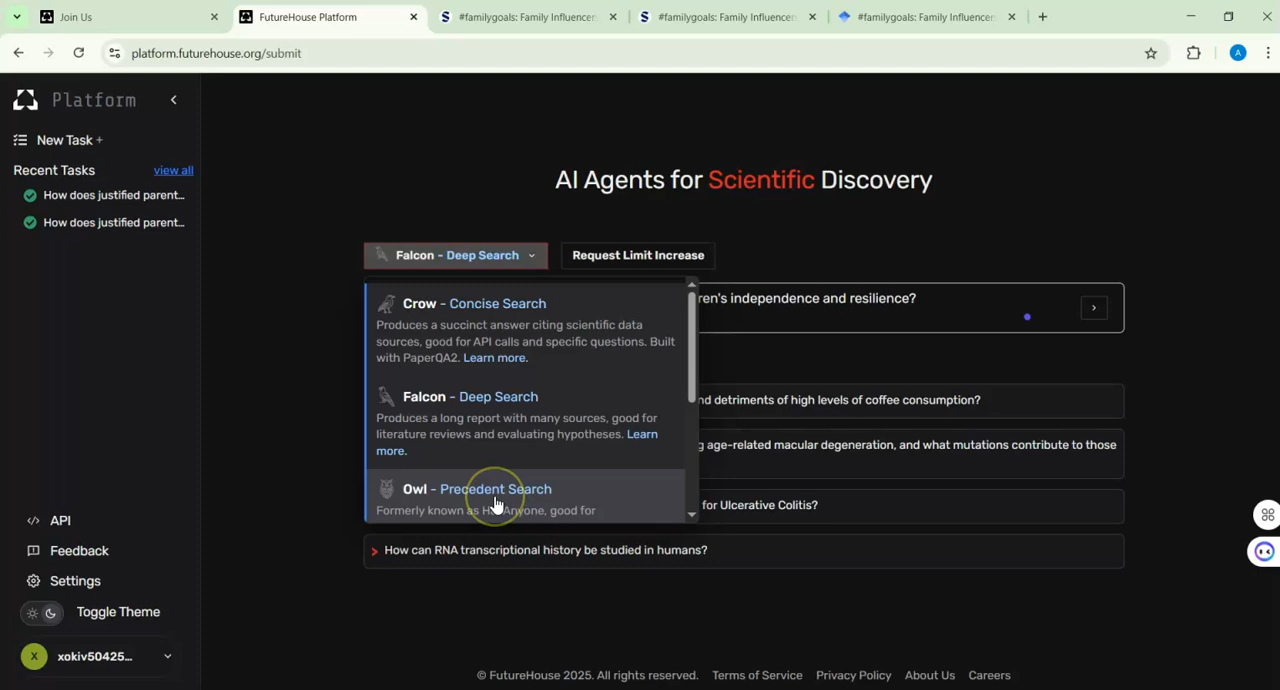 Join Us
FutureHouse Platform
#familygoals: Family Influencer
#familygoals: Family Influencer
#familygoals: Family Influencer
platform.futurehouse.org/submit
A
Platform
New Task +
Recent Tasks view all
How does justified parent...
How does justified parent...
AI Agents for Scientific Discovery
Falcon - Deep Search
Request Limit Increase
ren's independence and resilience?
Crow - Concise Search
Produces a succinct answer citing scientific data
sources, good for API calls and specific questions. Built
with PaperQA2. Learn more.
Falcon - Deep Search
Produces a long report with many sources, good for
literature reviews and evaluating hypotheses. Learn
more.
Owl - Precedent Search
Formerly known as Anyone, good for
nd detriments of high levels of coffee consumption?
g age-related macular degeneration, and what mutations contribute to those
for Ulcerative Colitis?
How can RNA transcriptional history be studied in humans?
API
Feedback
Settings
Toggle Theme
X xokiv50425...
© FutureHouse 2025. All rights reserved. Terms of Service Privacy Policy About Us Careers